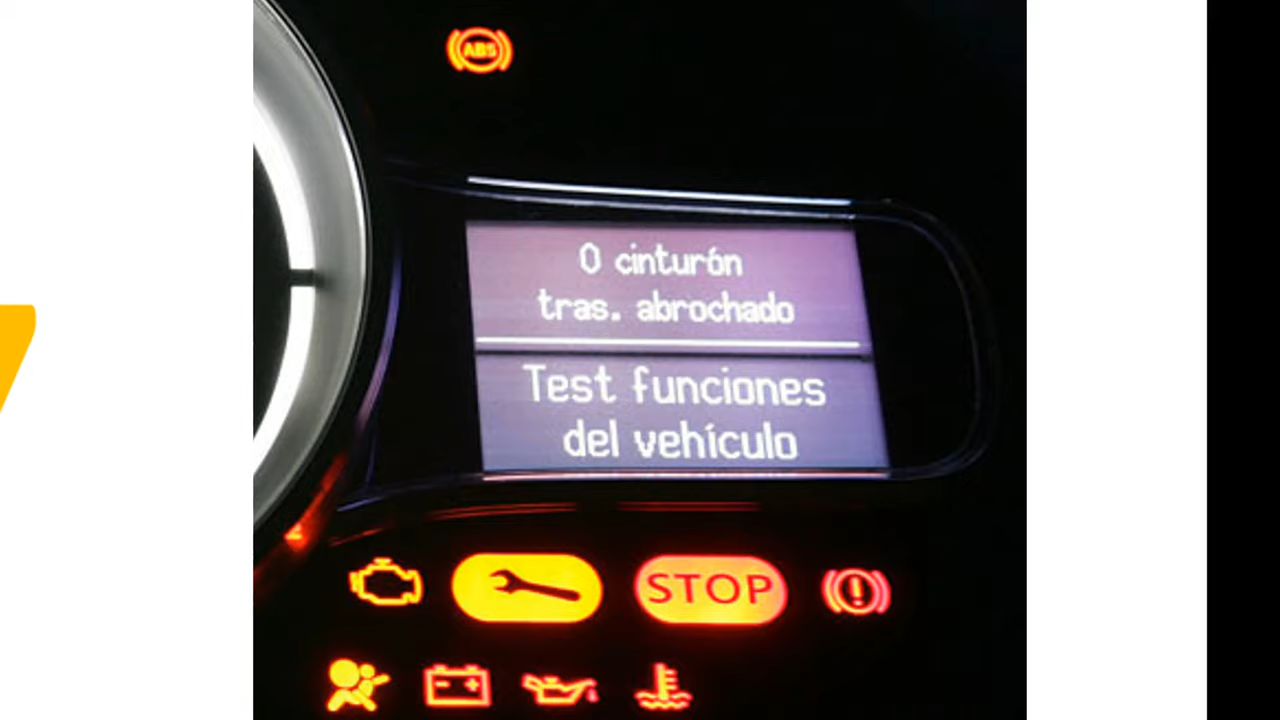 ABS
0 cinturón
tras. abrochado
Test funciones
del vehículo
STOP